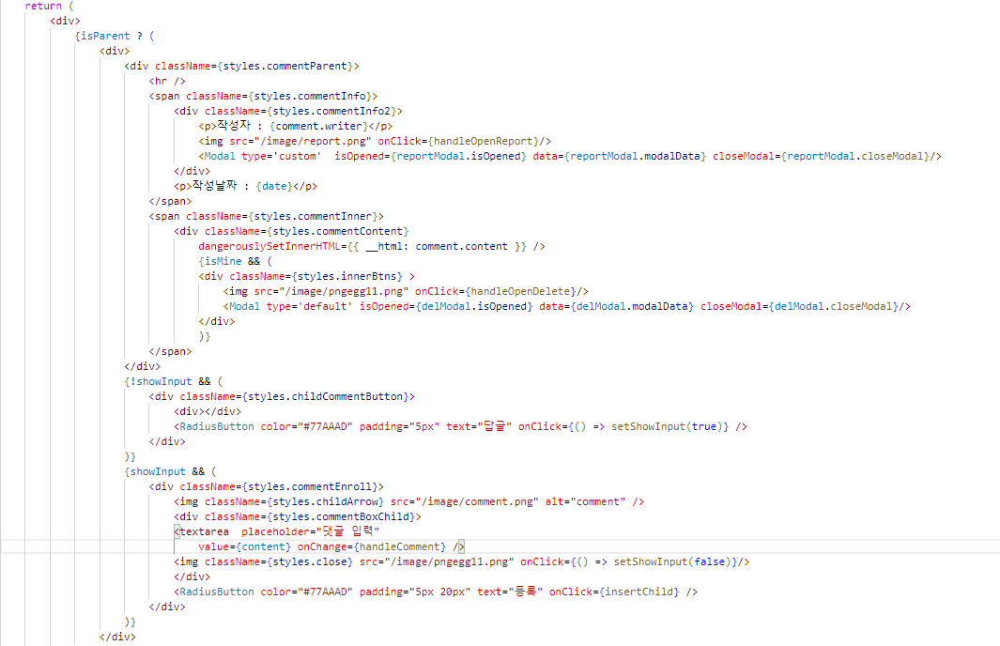 return (
<div>
{isParent ? (
<div>
<div className={styles.commentParent}>
<hr />
<span className={styles.commentInfo}>
<div className={styles.commentInfo2}>
<p>작성자 : {comment.writer}</p>
<img src="/image/report.png" onClick={handleOpenReport}/>
<Modal type='custom'  isOpened={reportModal.isOpened} data={reportModal.modalData} closeModal={reportModal.closeModal}/>
</div>
<p>작성날짜 : {date}</p>
</span>
<span className={styles.commentInner}>
<div className={styles.commentContent}
dangerouslySetInnerHTML={{ __html: comment.content }} />
{isMine && (
<div className={styles.innerBtns} >
<img src="/image/pngegg11.png" onClick={handleOpenDelete}/>
<Modal type='default' isOpened={delModal.isOpened} data={delModal.modalData} closeModal={delModal.closeModal}/>
</div>
)}
</span>
</div>
{!showInput && (
<div className={styles.childCommentButton}>
<div></div>
<RadiusButton color="#77AAAD" padding="5px" text="답글" onClick={() => setShowInput(true)} />
</div>
)}
{showInput && (
<div className={styles.commentEnroll}>
<img className={styles.childArrow} src="/image/comment.png" alt="comment" />
<div className={styles.commentBoxChild}>
<textarea  placeholder="댓글 입력"
value={content} onChange={handleComment} />
<img className={styles.close} src="/image/pngegg11.png" onClick={() => setShowInput(false)}/>
</div>
<RadiusButton color="#77AAAD" padding="5px 20px" text="등록" onClick={insertChild} />
</div>
)}
</div>